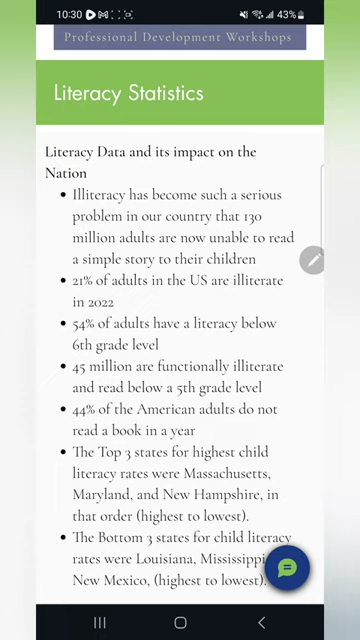 10:30
43%
Professional Development Workshops
Literacy Statistics
Literacy Data and its impact on the
Nation
• Illiteracy has become such a serious
problem in our country that 130
million adults are now unable to read
a simple story to their children
• 21% of adults in the US are illiterate
in 2022
• 54% of adults have a literacy below
6th grade level
• 45 million are functionally illiterate
and read below a 5th grade level
• 44% of the American adults do not
read a book in a year
• The Top 3 states for highest child
literacy rates were Massachusetts,
Maryland, and New Hampshire, in
that order (highest to lowest).
• The Bottom 3 states for child literacy
rates were Louisiana, Mississippi
New Mexico, (highest to lowest).